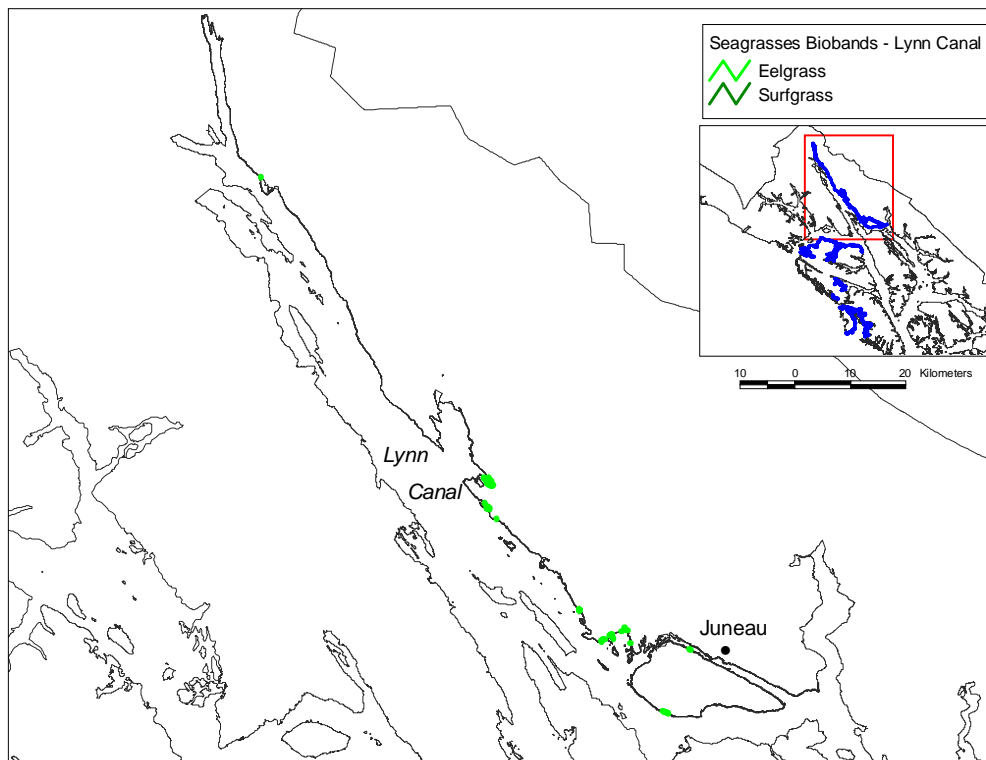 Seagrasses Biobands - Lynn Canal
Eelgrass
Surfgrass
10 0 10 20 Kilometers
Lynn
Canal
Juneau